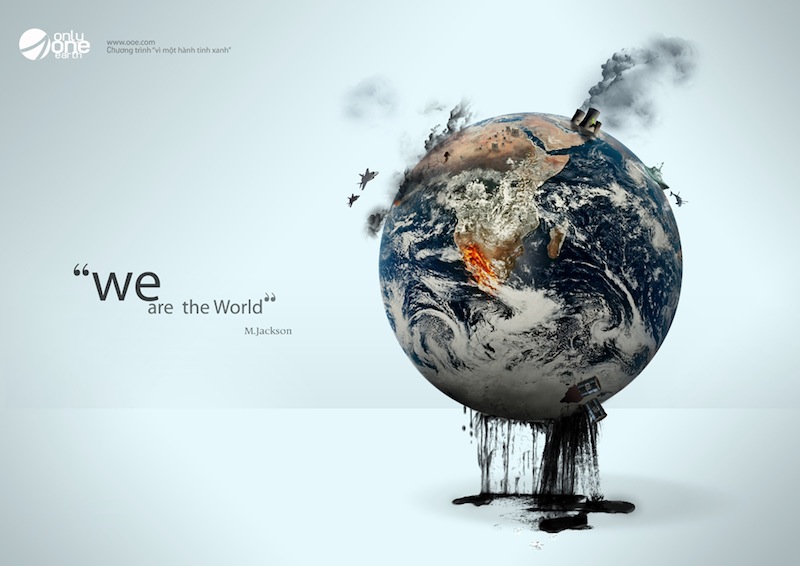 only
one
earth
www.ooe.com
Chương trình "vì một hành tinh xanh"
“we
are the World”
M.Jackson